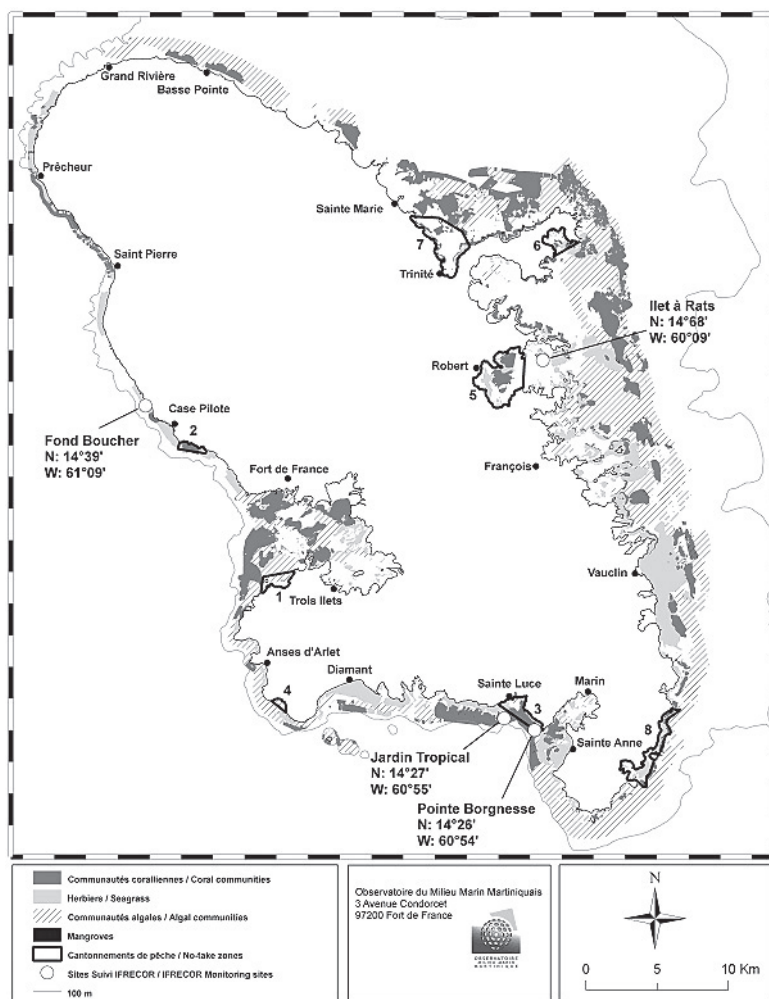 Grand Rivière
Basse Pointe
Prêcheur
Sainte Marie
7
6
Saint Pierre
Trinité
Ilet à Rats
N: 14°68'
W: 60°09'
Robert
5
Case Pilote
2
Fond Boucher
N: 14°39'
W: 61°09'
Fort de France
François
Vauclin
1
Trois Ilets
Anses d'Arlet
Diamant
Sainte Luce
Marin
4
3
8
Sainte Anne
Jardin Tropical
N: 14°27'
W: 60°55'
Pointe Borgnesse
N: 14°26'
W: 60°54'
Communautés coralliennes / Coral communities
Herbiere / Seagrass
Communautés algales / Algal communities
Mangroves
Cantonnements de pêche / No-take zones
Sites Suivi IFRECOR / IFRECOR Monitoring sites
100 m
Observatoire du Milieu Marin Martiniquais
3 Avenue Condorcet
97200 Fort de France
OBSERVATOIRE
MILIEU MARIN
MARTINIQUAIS
N
0 5 10 Km